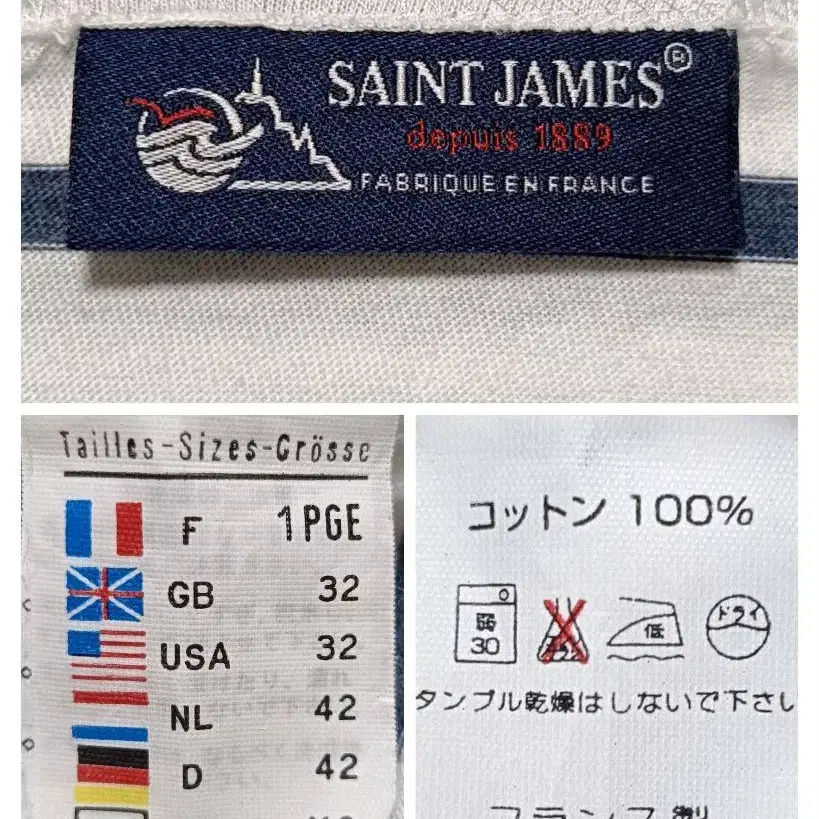 SAINT JAMES®
depuis 1889
FABRIQUE EN FRANCE
Tailles-Sizes-Grösse
F 1PGE
GB 32
USA 32
NL 42
D 42
コットン 100%
弱
30
低
ドライ
タンブル乾燥はしないで下さい